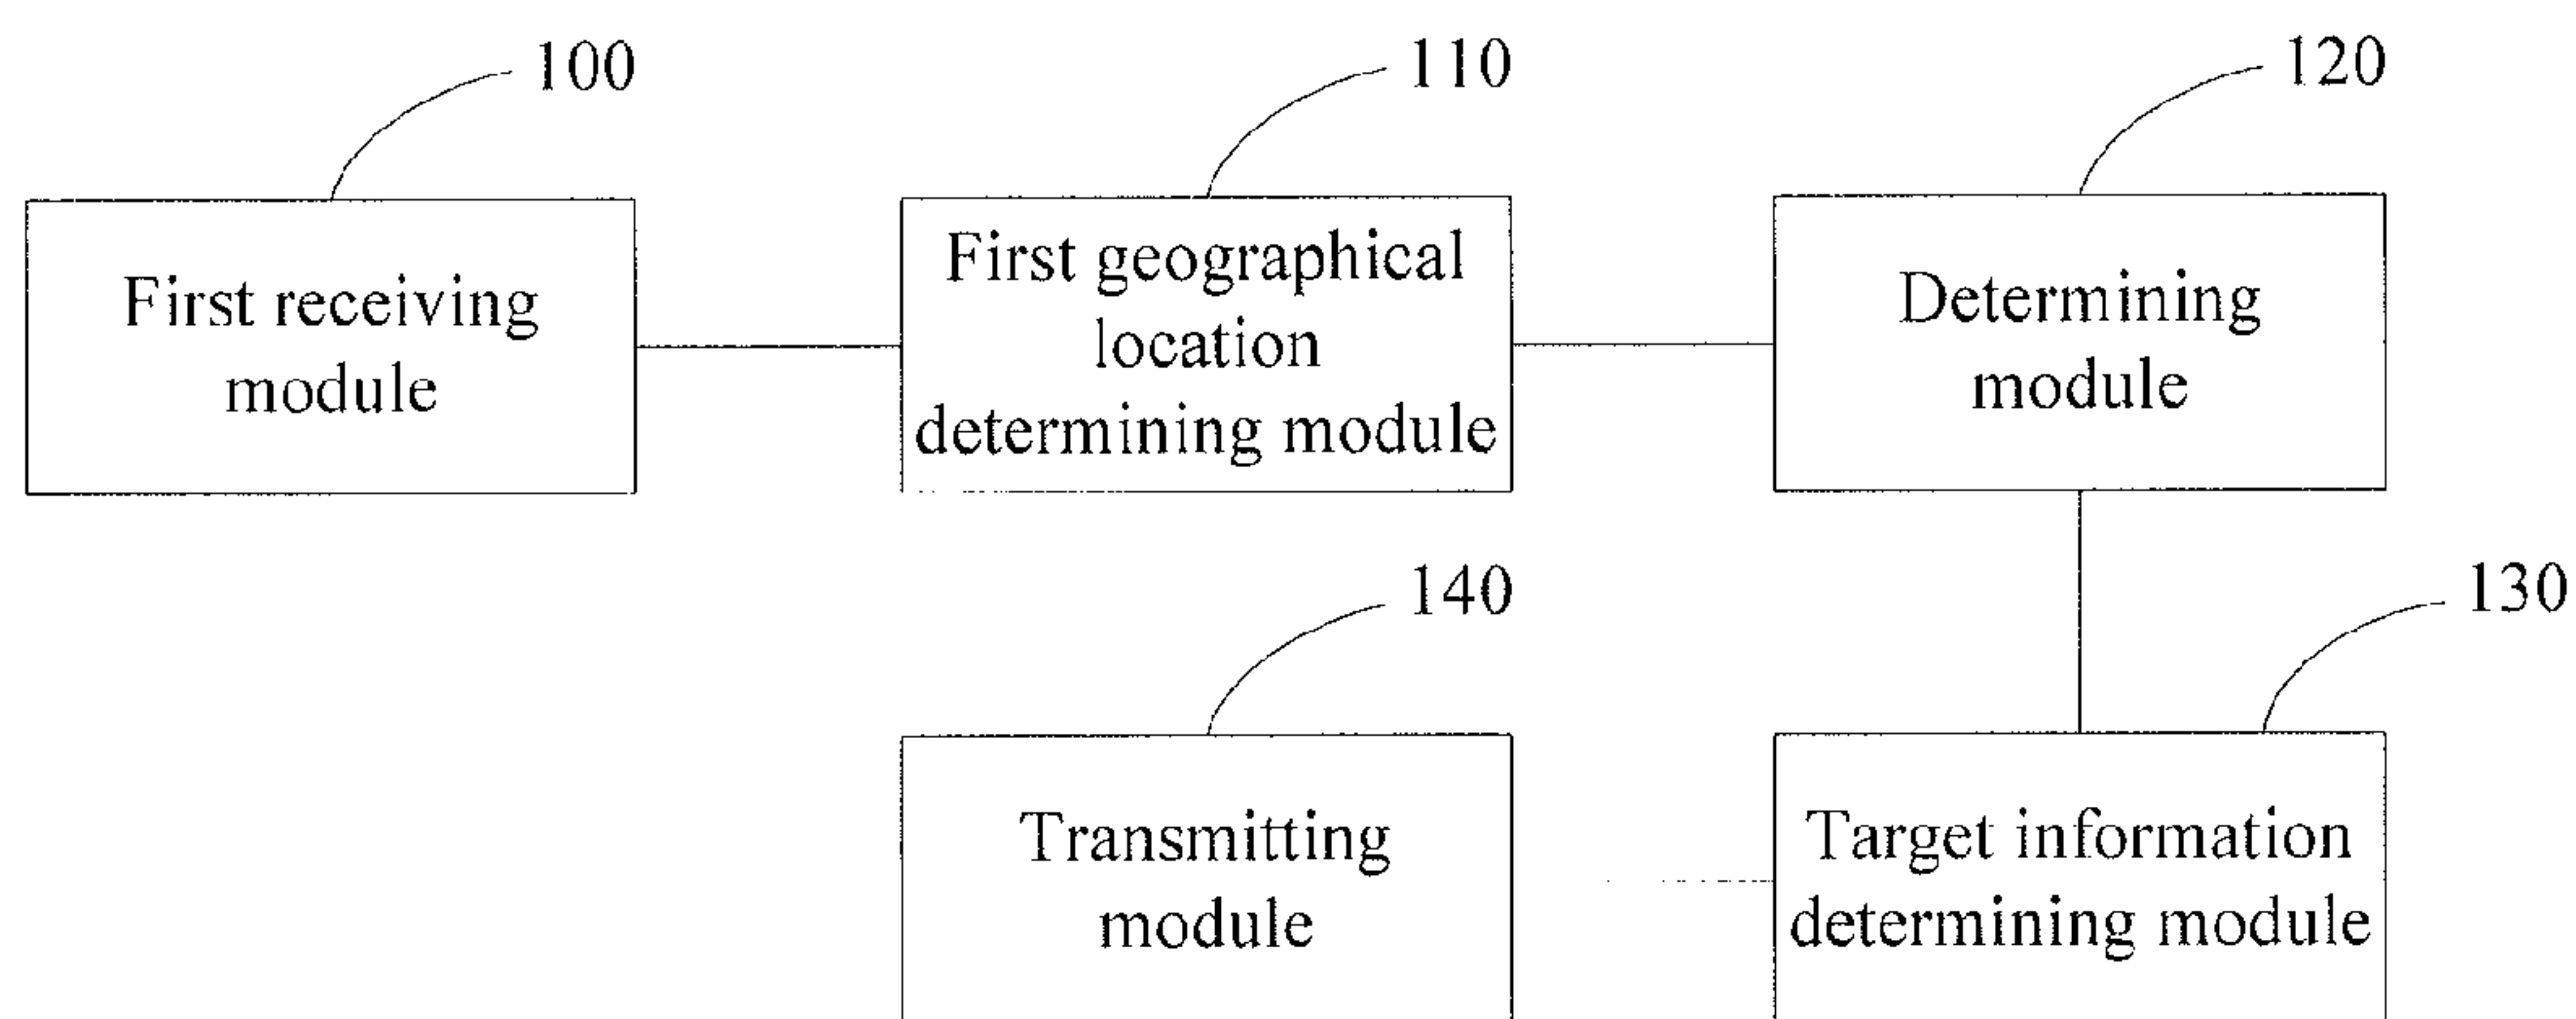 100
110
120
First receiving
module
First geographical
location
determining module
Determining
module
140
130
Transmitting
module
Target information
determining module